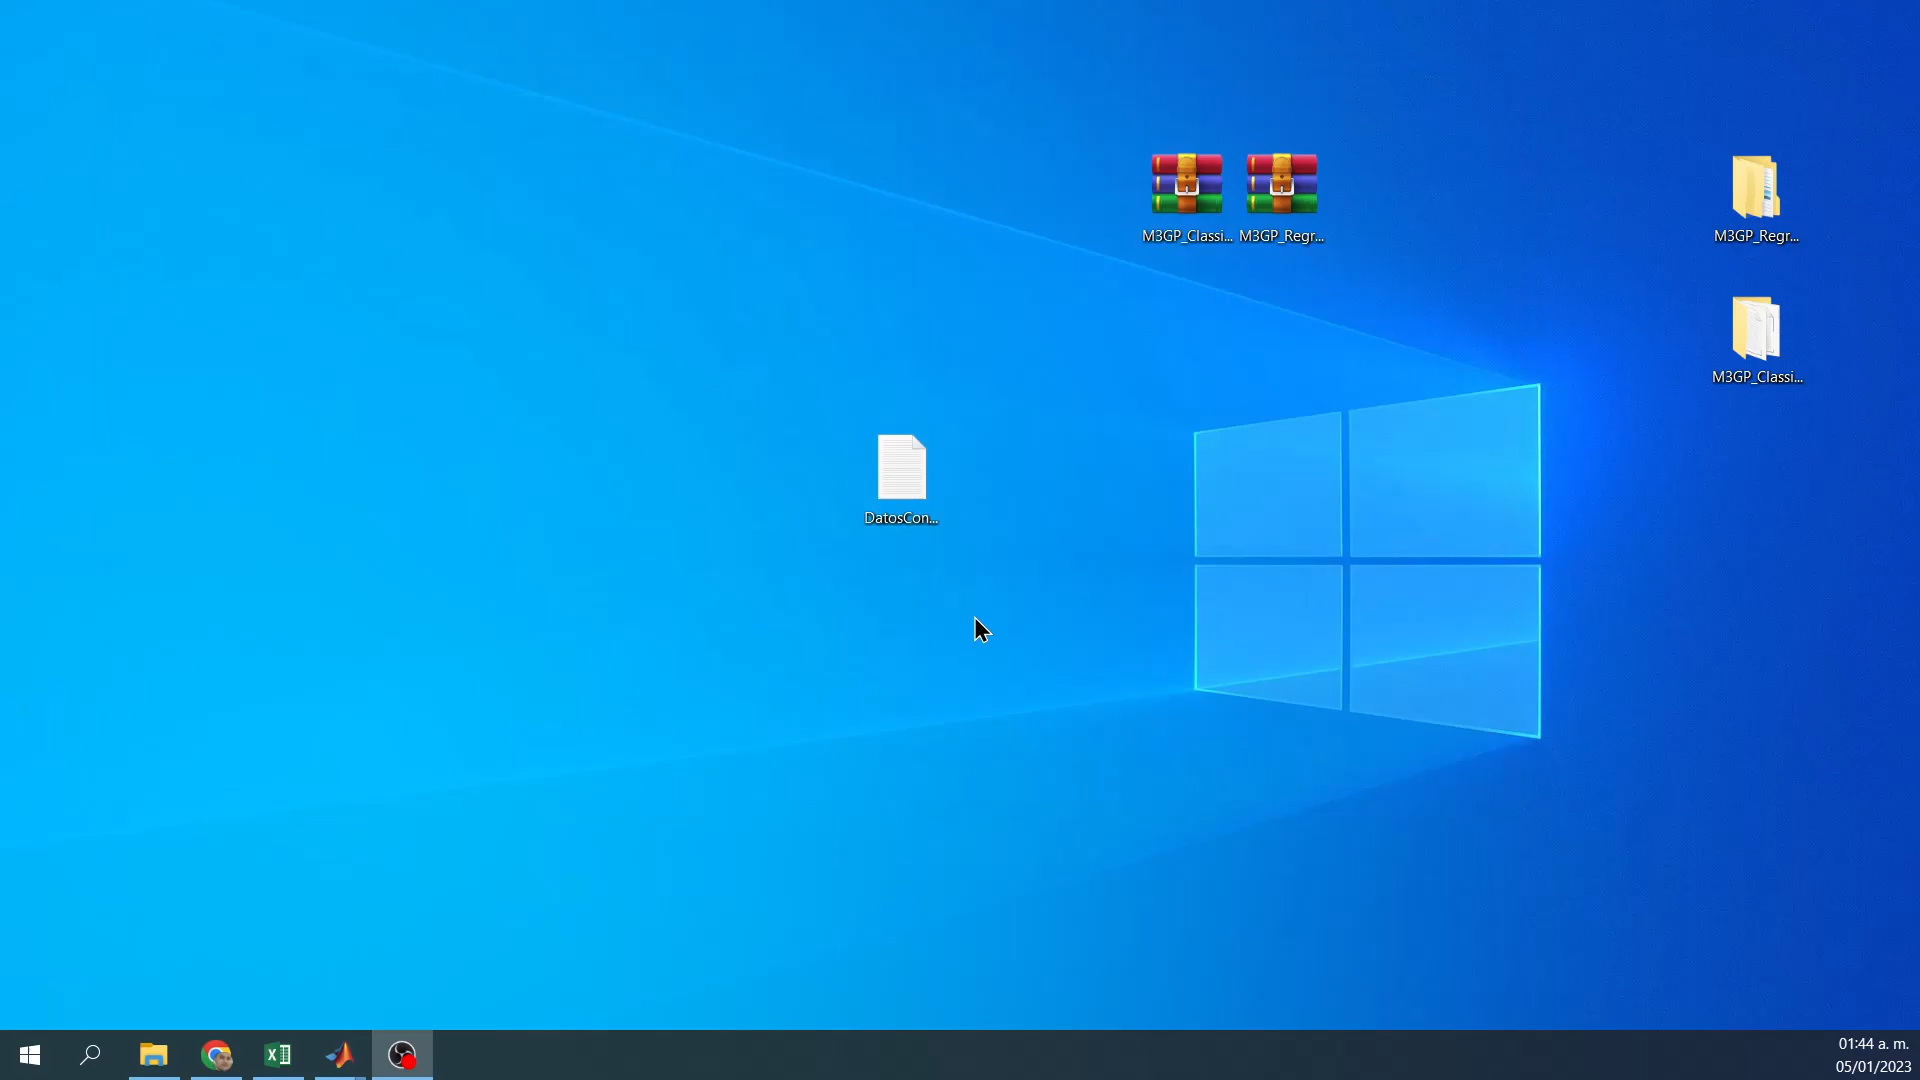 M3GP_Classi...
M3GP_Regr...
M3GP_Regr...
M3GP_Classi...
DatosCon...
01:44 a. m.
05/01/2023